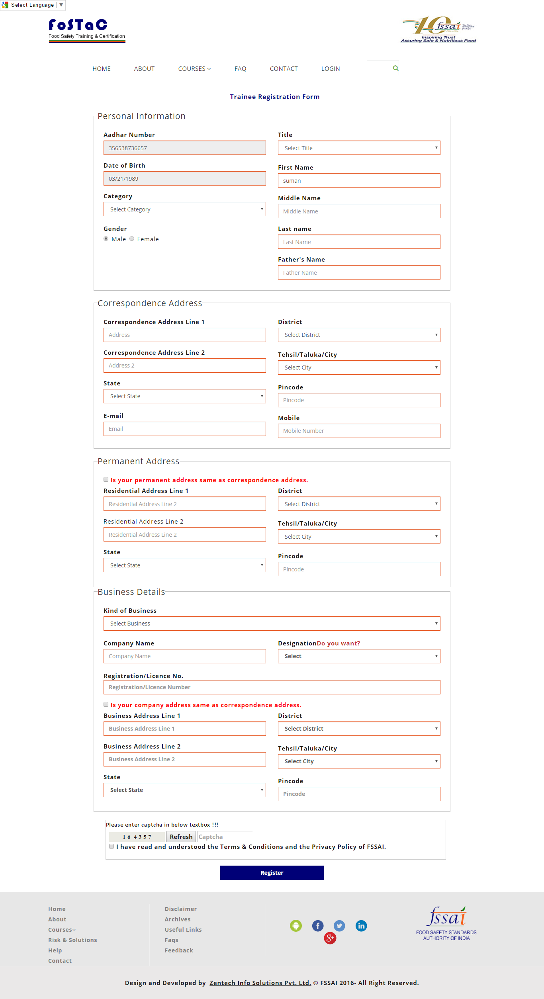 Select Language ▼
FoSTaC
Food Safety Training & Certification
10 fssai
Inspiring Trust
Assuring Safe & Nutritious Food
HOME ABOUT COURSES FAQ CONTACT LOGIN
Trainee Registration Form
Personal Information
Aadhar Number
356538736657
Date of Birth
03/21/1989
Category
Select Category
Gender
Male Female
Title
Select Title
First Name
suman
Middle Name
Middle Name
Last name
Last Name
Father's Name
Father Name
Correspondence Address
Correspondence Address Line 1
Address
Correspondence Address Line 2
Address 2
State
Select State
E-mail
Email
District
Select District
Tehsil/Taluka/City
Select City
Pincode
Pincode
Mobile
Mobile Number
Permanent Address
Is your permanent address same as correspondence address.
Residential Address Line 1
Residential Address Line 2
Residential Address Line 2
Residential Address Line 2
State
Select State
District
Select District
Tehsil/Taluka/City
Select City
Pincode
Pincode
Business Details
Kind of Business
Select Business
Company Name
Company Name
DesignationDo you want?
Select
Registration/Licence No.
Registration/Licence Number
Is your company address same as correspondence address.
Business Address Line 1
Business Address Line 1
Business Address Line 2
Business Address Line 2
State
Select State
District
Select District
Tehsil/Taluka/City
Select City
Pincode
Pincode
Please enter captcha in below textbox !!!
1 6 4 3 5 7 Refresh Captcha
I have read and understood the Terms & Conditions and the Privacy Policy of FSSAI.
Register
Home
About
Courses
Risk & Solutions
Help
Contact
Disclaimer
Archives
Useful Links
Faqs
Feedback
f
in
g+
fssai
FOOD SAFETY STANDARDS
AUTHORITY OF INDIA
Design and Developed by Zentech Info Solutions Pvt. Ltd. © FSSAI 2016- All Right Reserved.